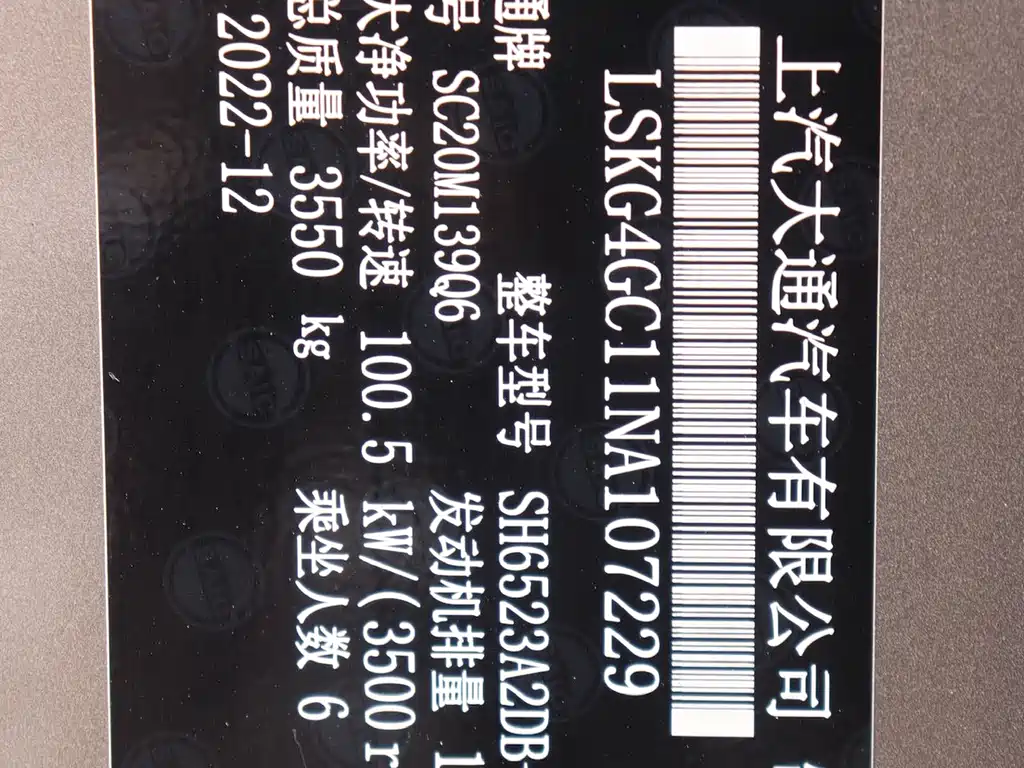 上汽大通汽车有限公司
LSKG4GC11NA107229
通牌 整车型号 SH6523A2DB
号 SC20M139Q6 发动机排量 1
大净功率/转速 100.5 kW/(3500 r
总质量 3550 kg 乘坐人数 6
2022-12